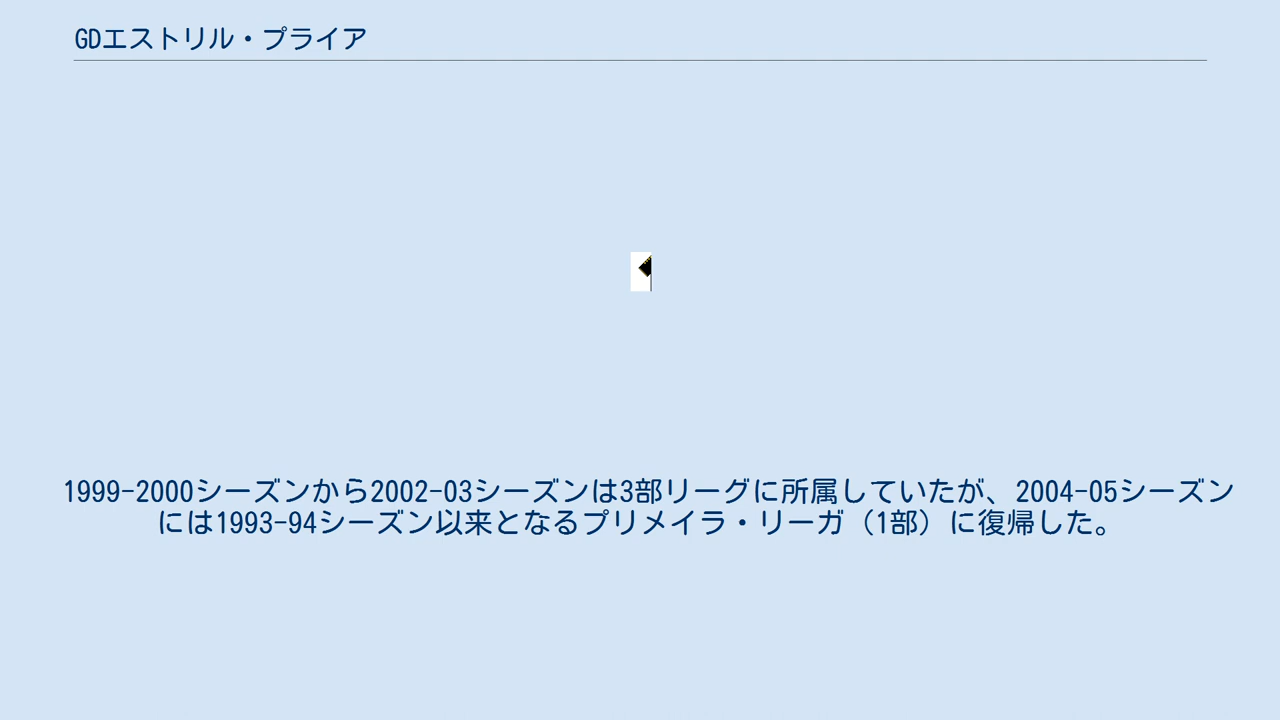 GDエストリル・プライア
1999-2000シーズンから2002-03シーズンは3部リーグに所属していたが、2004-05シーズン
には1993-94シーズン以来となるプリメイラ・リーガ（1部）に復帰した。